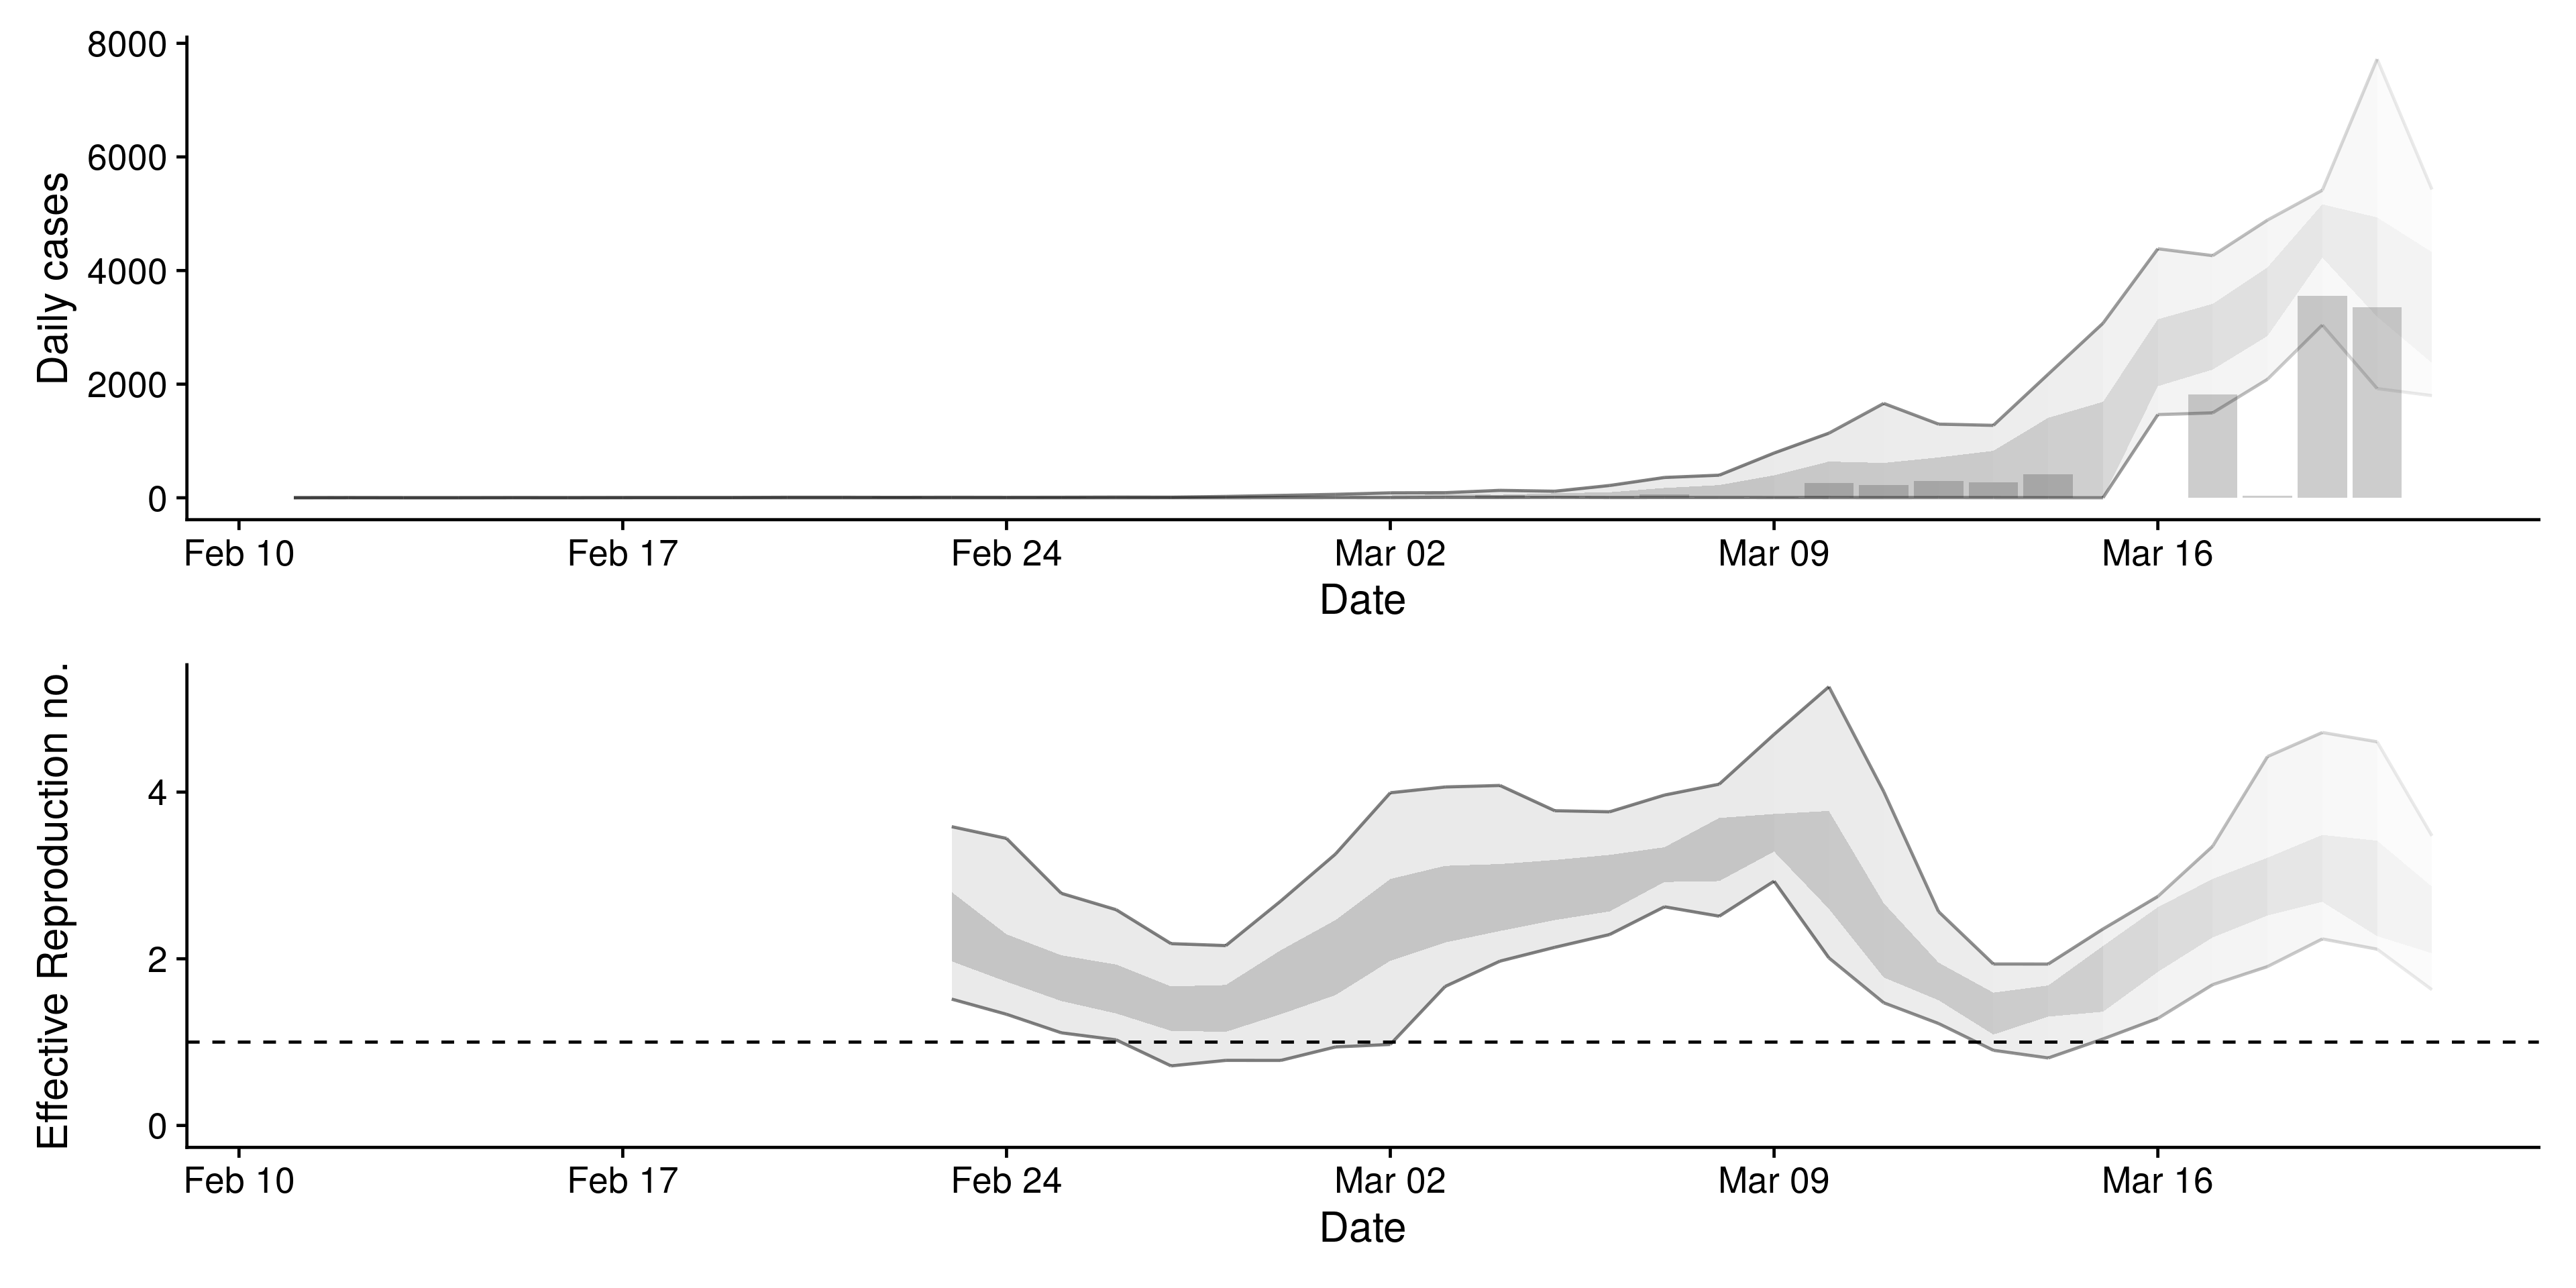 Daily cases
8000
6000
4000
2000
0
Feb 10 Feb 17 Feb 24 Mar 02 Mar 09 Mar 16
Date
Effective Reproduction no.
4
2
0
Feb 10 Feb 17 Feb 24 Mar 02 Mar 09 Mar 16
Date